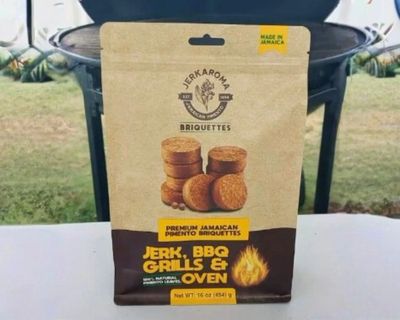 MADE IN
JAMAICA
JERKAROMA
EST
BRIQUETTES
PREMIUM JAMAICAN
PIMENTO BRIQUETTES
JERK, BBQ
GRILLS &
OVEN
100% NATURAL
PIMENTO LEAVES
NET WT: 16 oz (454) g